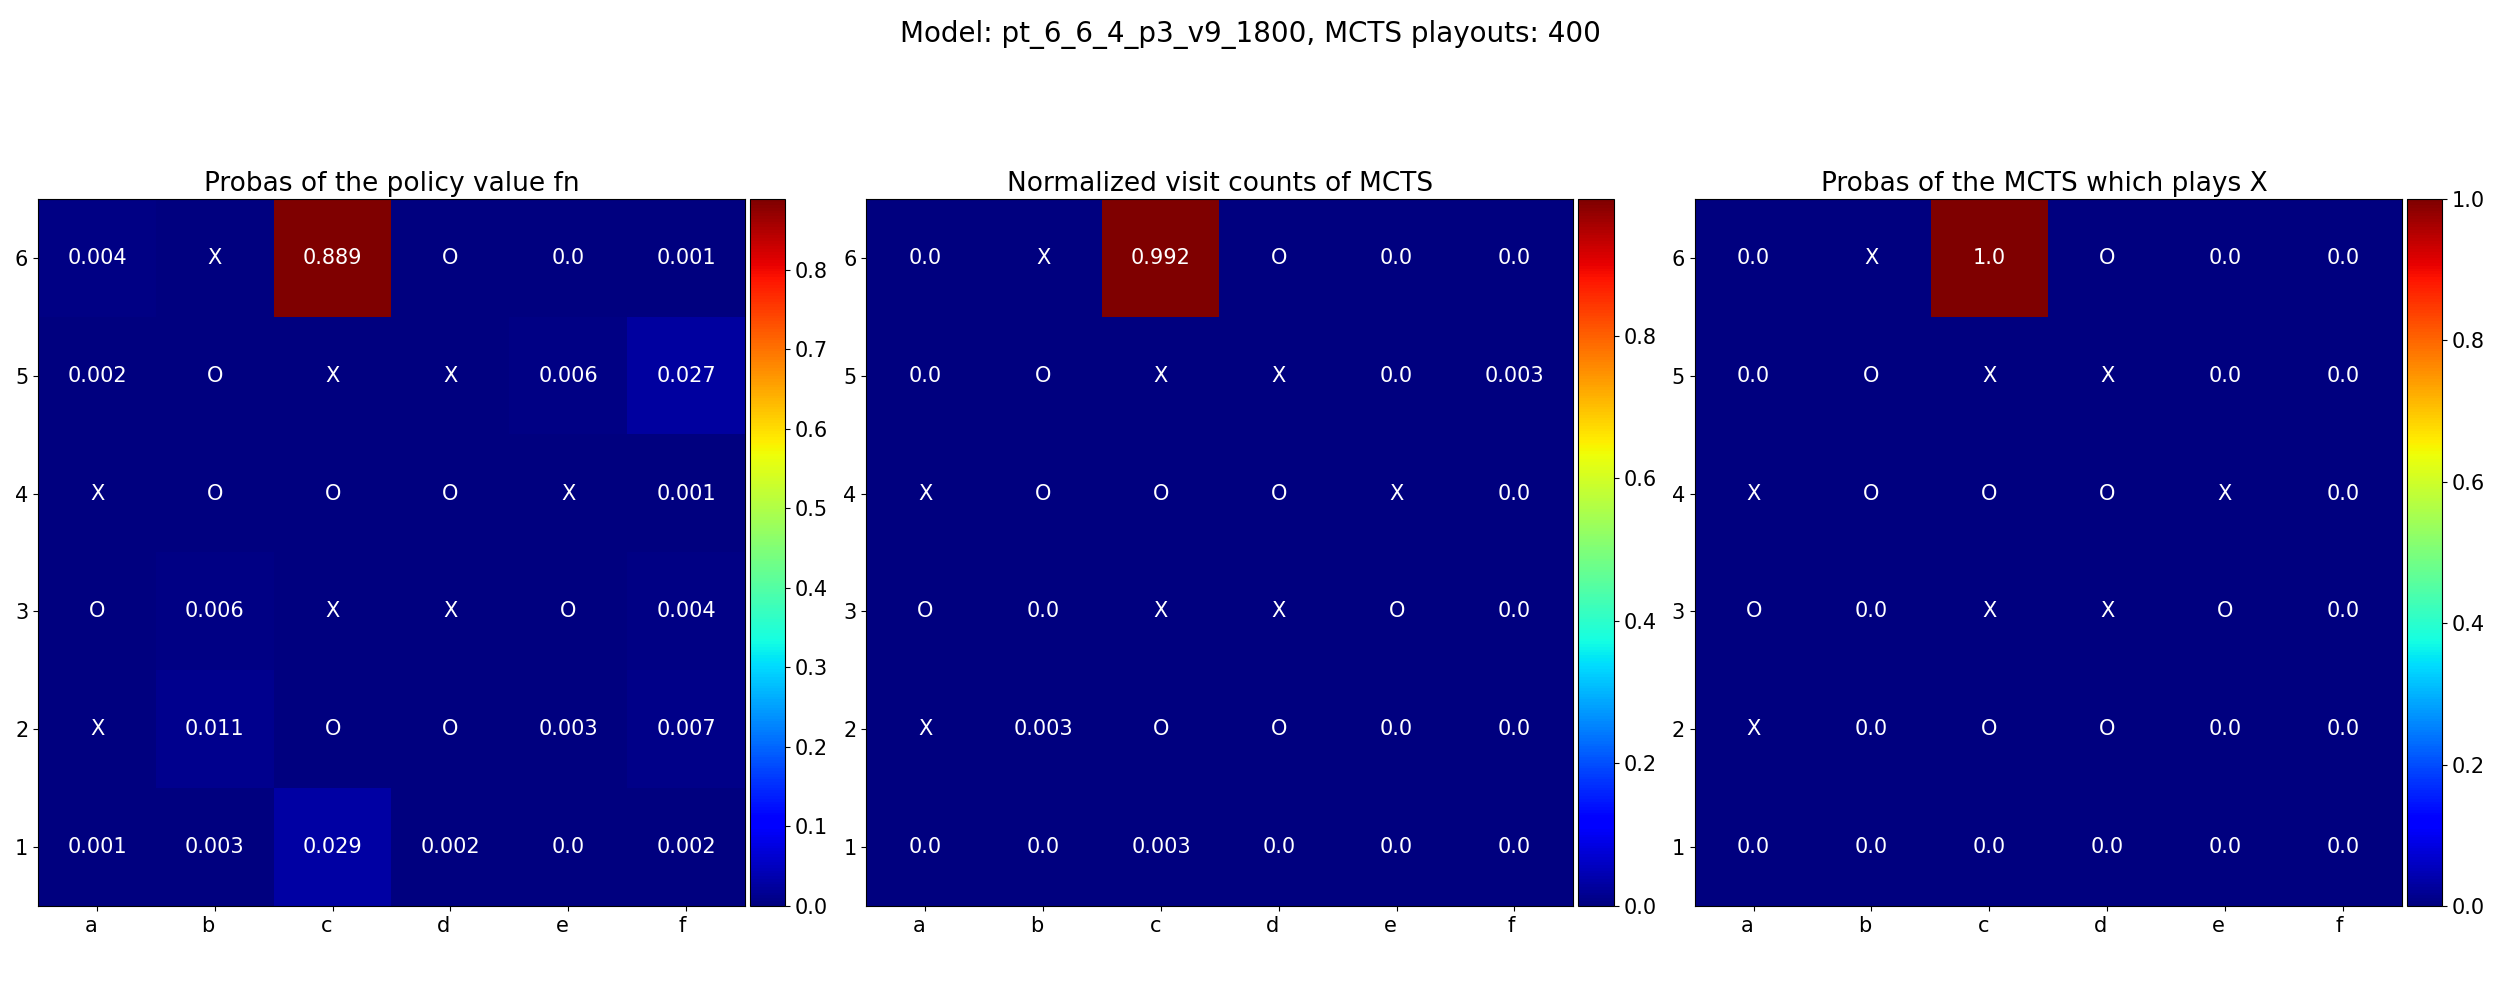 Model: pt_6_6_4_p3_v9_1800, MCTS playouts: 400
Probas of the policy value fn
6 0.004 X 0.889 O 0.0 0.001
5 0.002 O X X 0.006 0.027
4 X O O O X 0.001
3 O 0.006 X X O 0.004
2 X 0.011 O O 0.003 0.007
1 0.001 0.003 0.029 0.002 0.0 0.002
a b c d e f
0.8
0.7
0.6
0.5
0.4
0.3
0.2
0.1
0.0
Normalized visit counts of MCTS
6 0.0 X 0.992 O 0.0 0.0
5 0.0 O X X 0.0 0.003
4 X O O O X 0.0
3 O 0.0 X X O 0.0
2 X 0.003 O O 0.0 0.0
1 0.0 0.0 0.003 0.0 0.0 0.0
a b c d e f
0.8
0.6
0.4
0.2
0.0
Probas of the MCTS which plays X
6 0.0 X 1.0 O 0.0 0.0
5 0.0 O X X 0.0 0.0
4 X O O O X 0.0
3 O 0.0 X X O 0.0
2 X 0.0 O O 0.0 0.0
1 0.0 0.0 0.0 0.0 0.0 0.0
a b c d e f
1.0
0.8
0.6
0.4
0.2
0.0